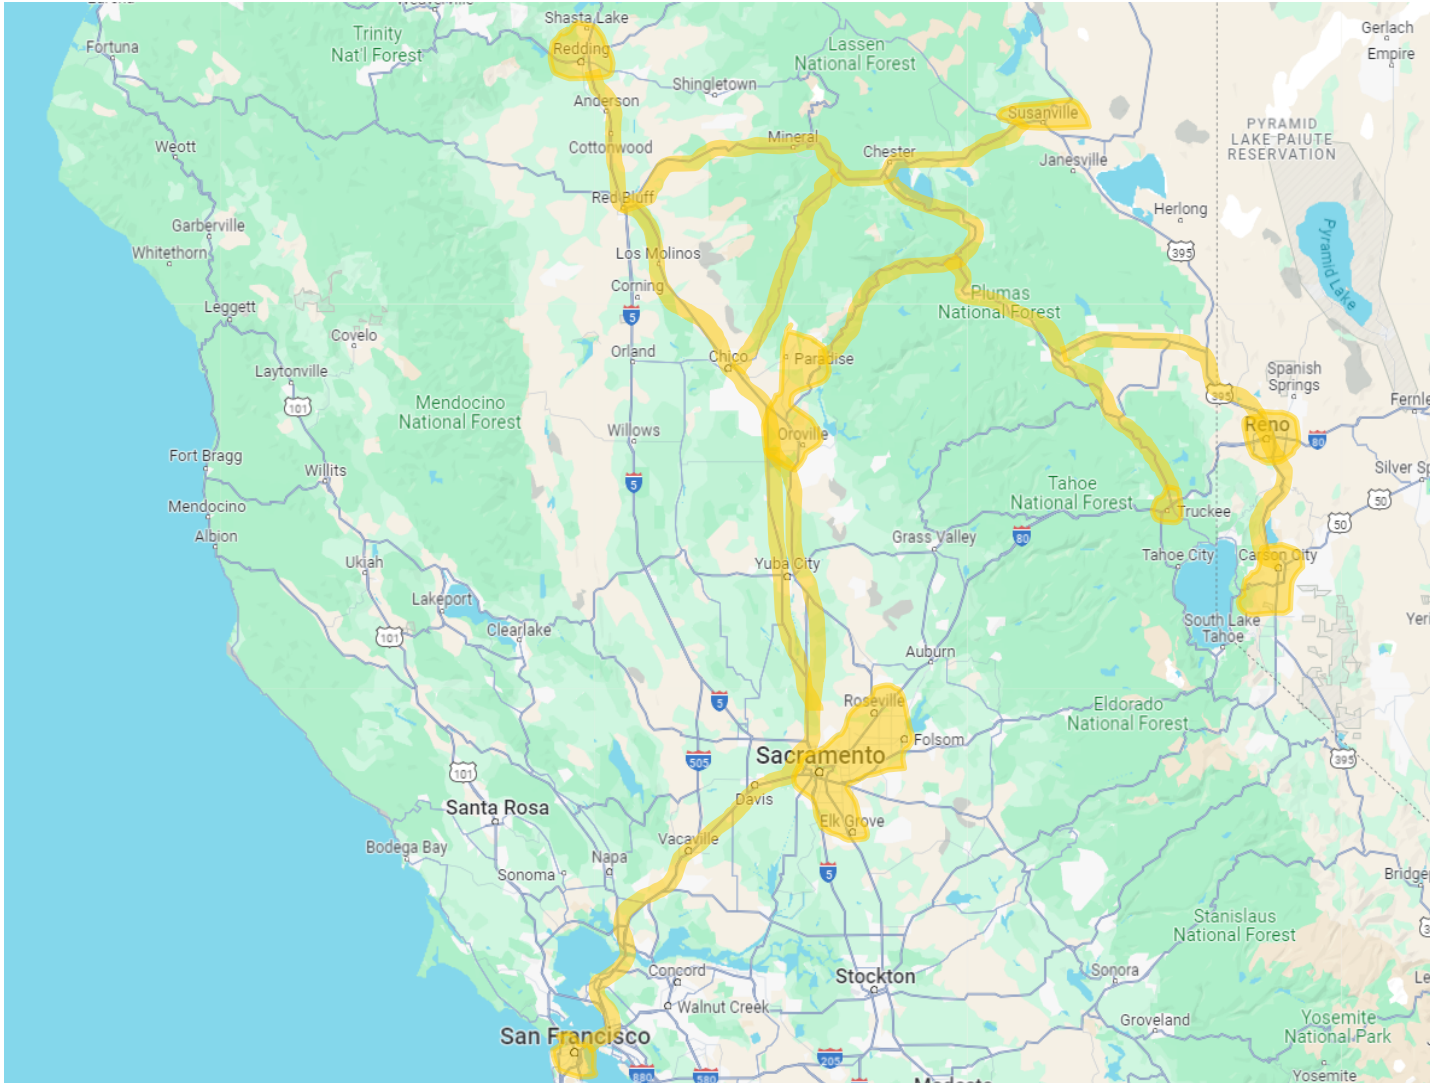 Shasta Lake
Trinity
Nat'l Forest
Fortuna
Redding
Lassen
National Forest
Gerlach
Empire
Shingletown
Anderson
Susanville
PYRAMID
LAKE PAIUTE
RESERVATION
Weott
Cottonwood
Mineral
Chester
Janesville
Red Bluff
Herlong
Garberville
Whitethorn
Los Molinos
395
Pyramid Lake
Corning
Leggett
5
Plumas
National Forest
Covelo
Orland
Chico
Paradise
Laytonville
Spanish
Springs
101
Mendocino
National Forest
395
Reno
80
Willows
Oroville
Fort Bragg
Willits
5
Silver Sp
Tahoe
National Forest
50
Mendocino
Truckee
50
Albion
Grass Valley
80
Tahoe City
Carson City
Ukiah
Yuba City
Lakeport
101
Clearlake
South Lake
Tahoe
Yeri
Auburn
5
Roseville
Eldorado
National Forest
Folsom
Sacramento
505
395
101
Davis
Santa Rosa
Elk Grove
Vacaville
Bodega Bay
Napa
Sonoma
5
Bridge
Stanislaus
National Forest
Concord
Stockton
Sonora
Walnut Creek
Groveland
Yosemite
National Park
San Francisco
205
880
580
Yosemite